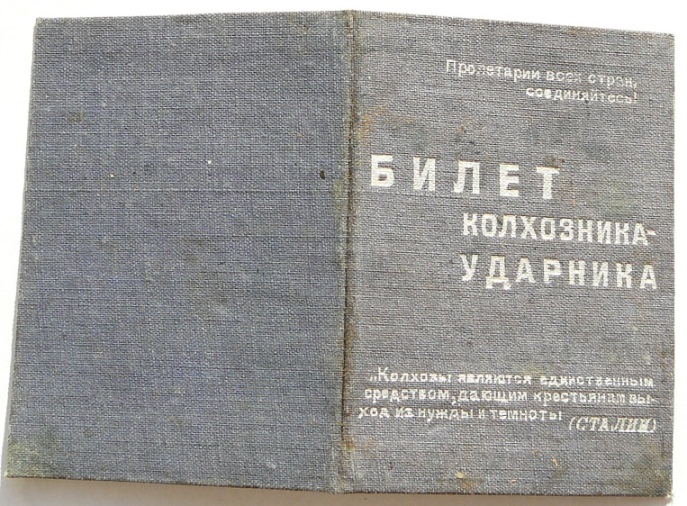 Пролетарии всех стран,
соединяйтесь!
БИЛЕТ
КОЛХОЗНИКА-
УДАРНИКА
„Колхозы являются единственным
средством, дающим крестьянам вы-
ход из нужды и темноты
(СТАЛИН)